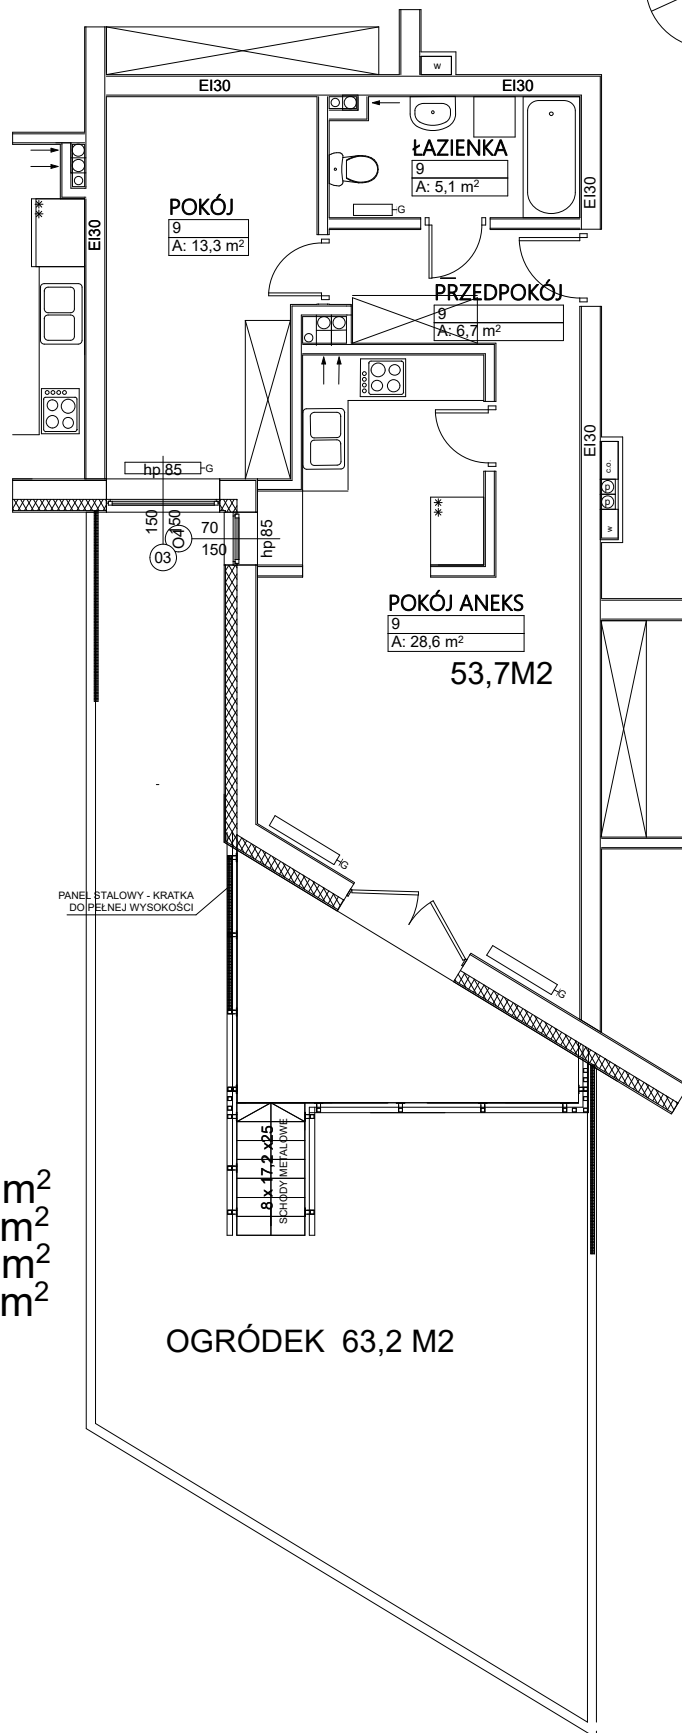 w
EI30
EI30
ŁAZIENKA
9
A: 5,1 m²
G
EI30
POKÓJ
9
A: 13,3 m²
EI30
PRZEDPOKÓJ
9
A: 6,7 m²
EI30
c.o.
p
p
w
hp 85
G
150
150
O4
03
70
150
hp 85
POKÓJ ANEKS
9
A: 28,6 m²
53,7M2
G
PANEL STALOWY - KRATKA
DO PEŁNEJ WYSOKOŚCI
G
8 x 17,2 x25
SCHODY METALOWE
m²
m²
m²
m²
OGRÓDEK 63,2 M2